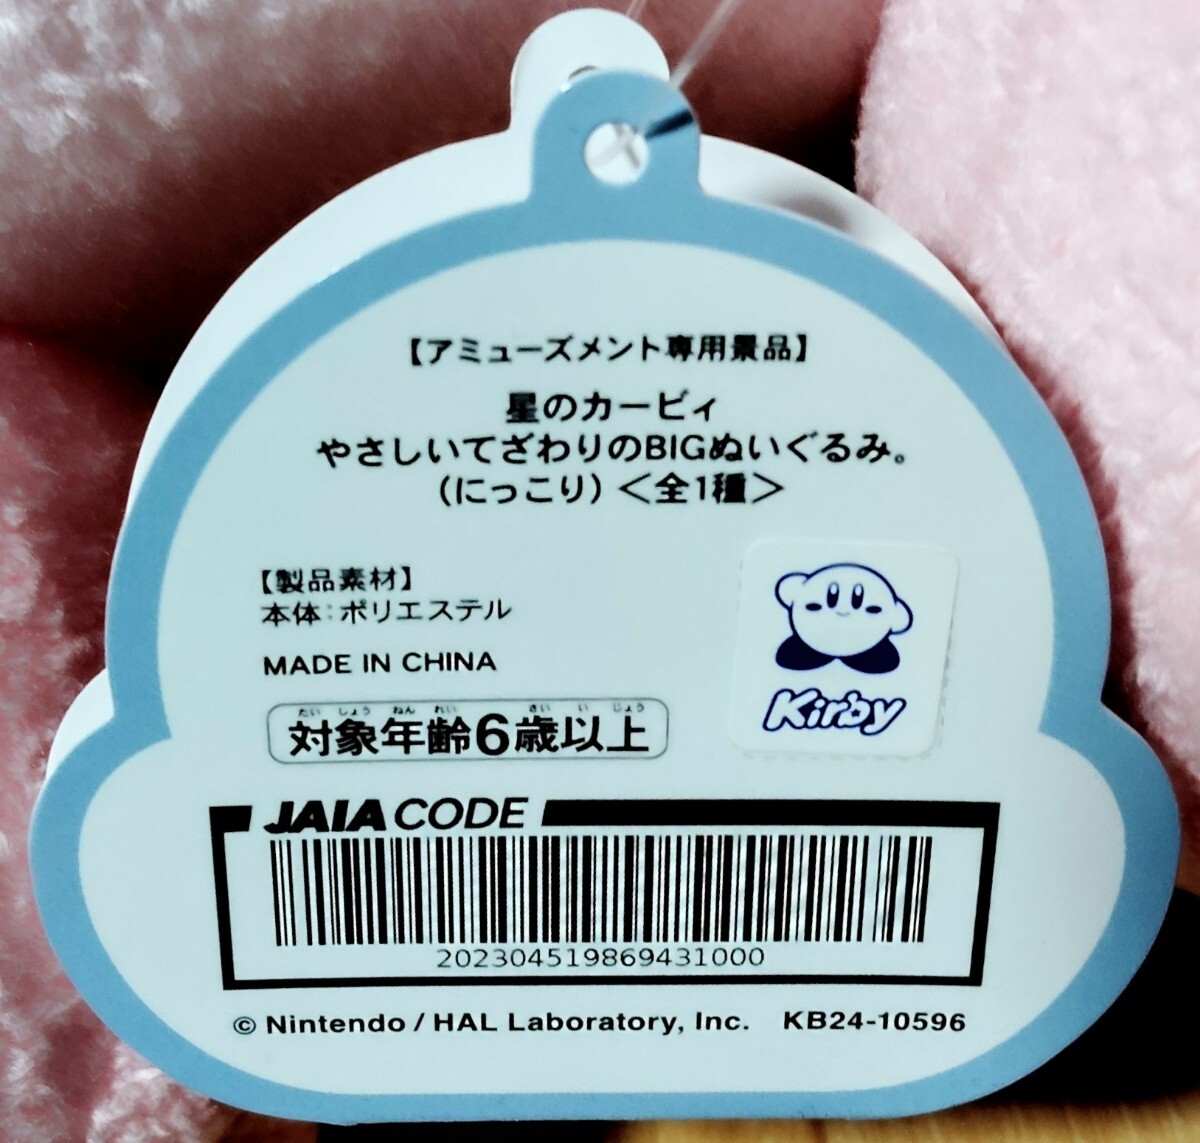 【アミューズメント専用景品】
星のカービィ
やさしいてざわりのBIGぬいぐるみ。
(にっこり)＜全1種＞
【製品素材】
本体:ポリエステル
MADE IN CHINA
たいしょうねんれい さいいじょう
対象年齢6歳以上
Kirby
JAIA CODE
202304519869431000
© Nintendo / HAL Laboratory, Inc. KB24-10596